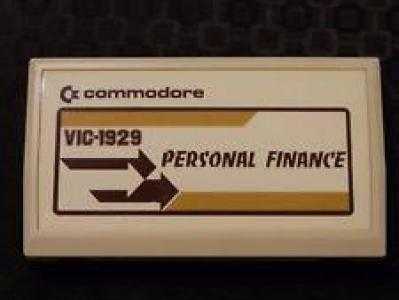 commodore
VIC-1929
PERSONAL FINANCE